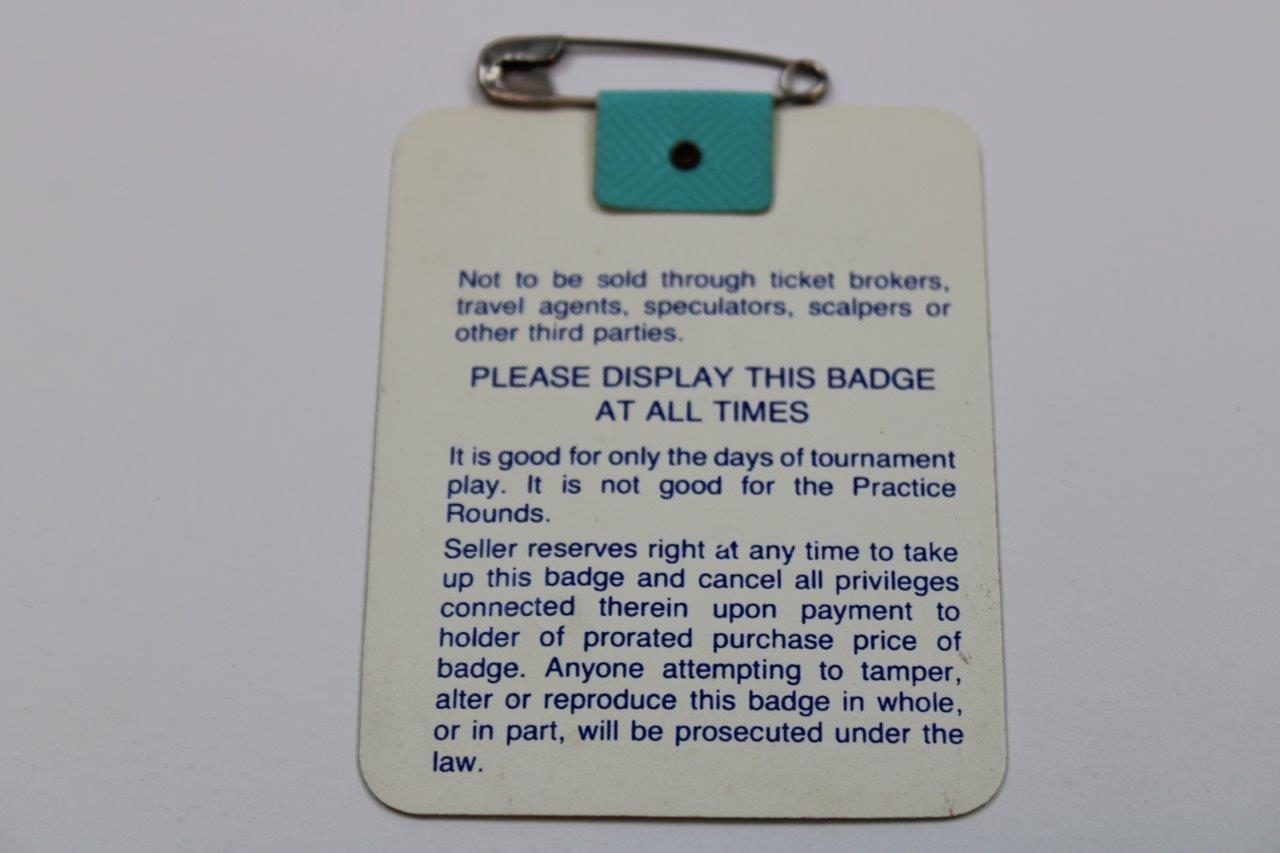 Not to be sold through ticket brokers,
travel agents, speculators, scalpers or
other third parties.
PLEASE DISPLAY THIS BADGE
AT ALL TIMES
It is good for only the days of tournament
play. It is not good for the Practice
Rounds.
Seller reserves right at any time to take
up this badge and cancel all privileges
connected therein upon payment to
holder of prorated purchase price of
badge. Anyone attempting to tamper,
alter or reproduce this badge in whole,
or in part, will be prosecuted under the
law.